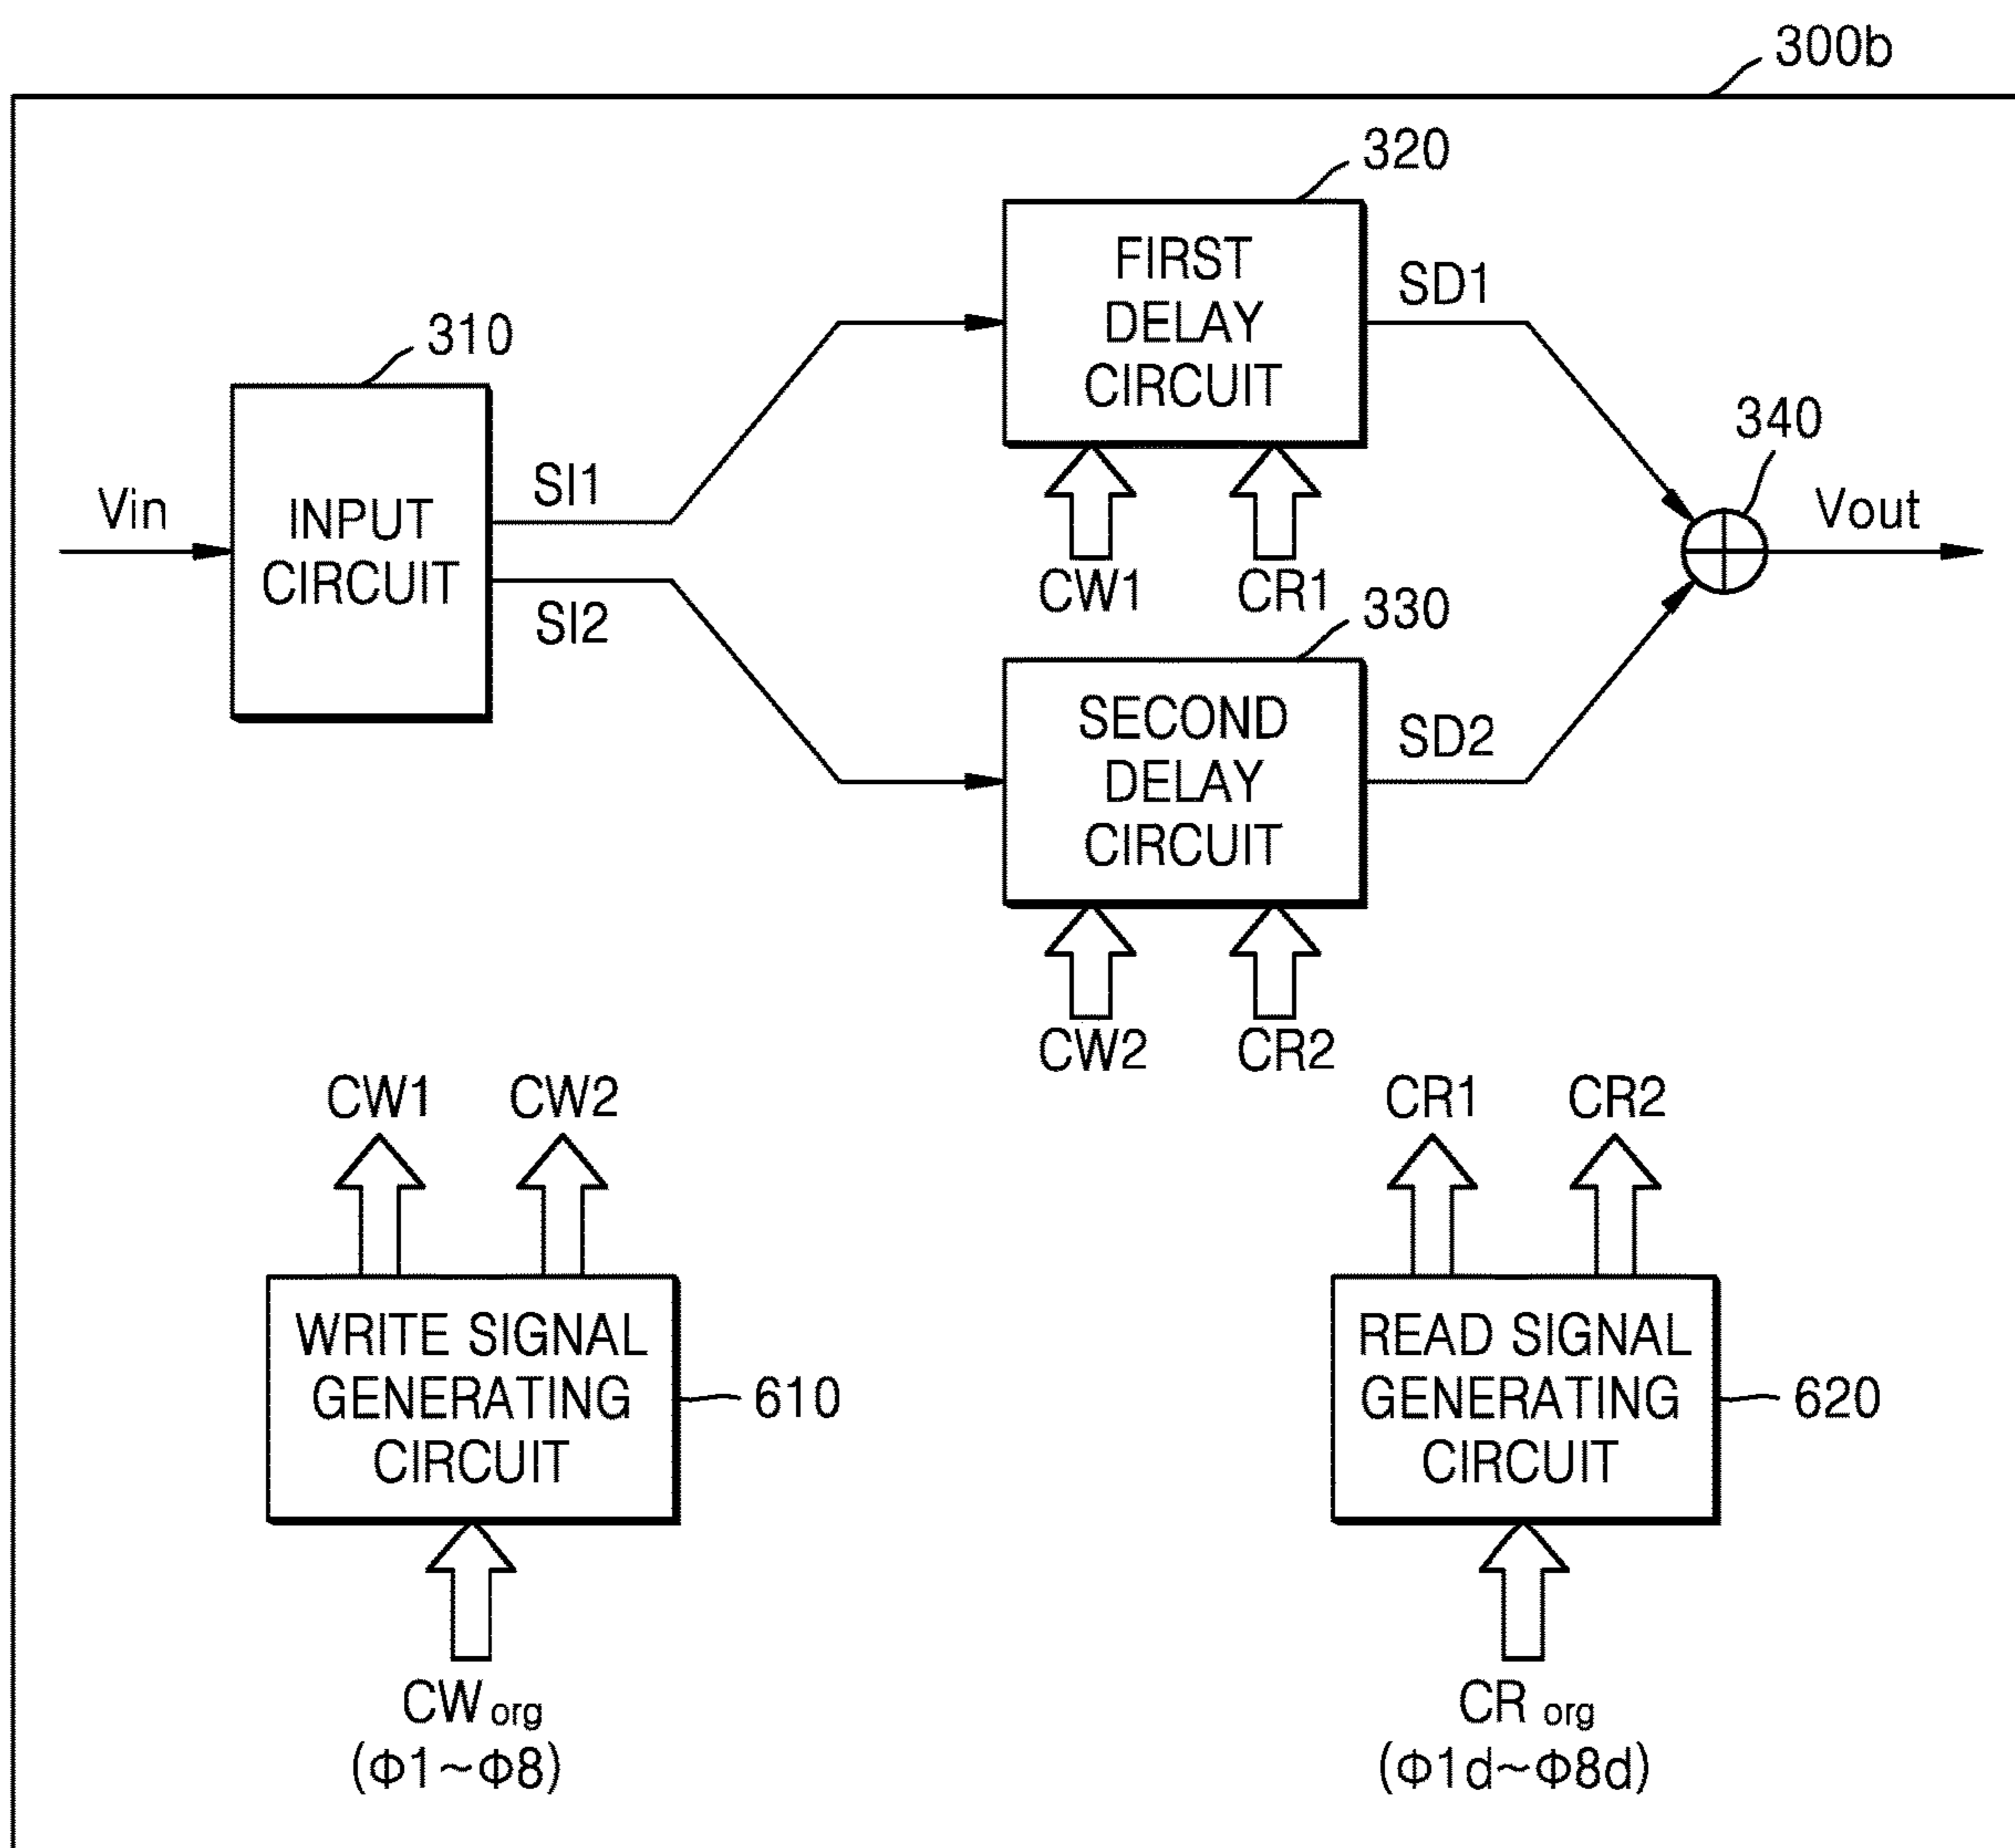 300b
320
FIRST
DELAY
CIRCUIT
SD1
310
340
Vin
INPUT
CIRCUIT
SI1
SI2
Vout
CW1
CR1
330
SECOND
DELAY
CIRCUIT
SD2
CW2
CR2
CW1
CW2
CR1
CR2
WRITE SIGNAL
GENERATING
CIRCUIT
610
READ SIGNAL
GENERATING
CIRCUIT
620
CW org
(Φ1~Φ8)
CR org
(Φ1d~Φ8d)